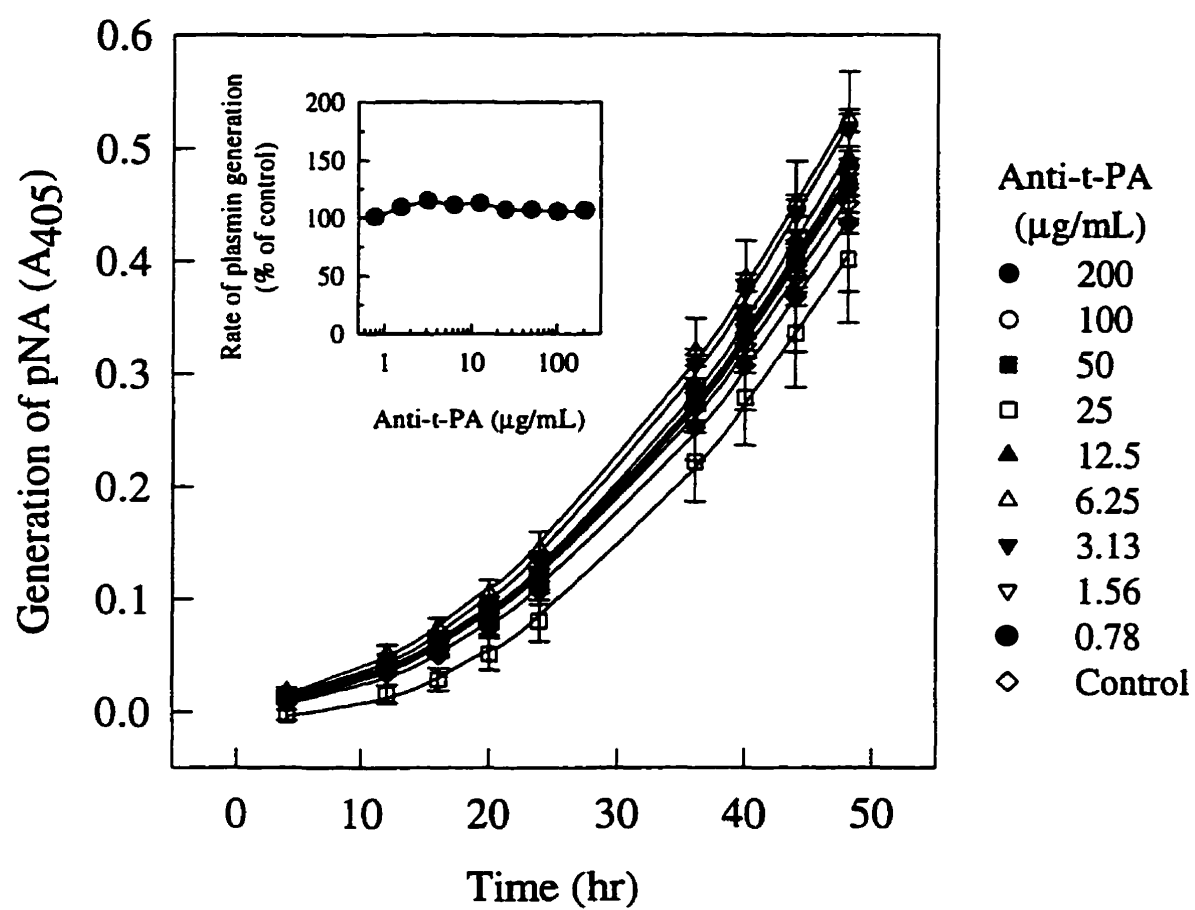 Generation of pNA (A405)
0.6
0.5
0.4
0.3
0.2
0.1
0.0
Rate of plasmin generation
(% of control)
200
150
100
50
0
1 10 100
Anti-t-PA (μg/mL)
0 10 20 30 40 50
Time (hr)
Anti-t-PA
(μg/mL)
200
100
50
25
12.5
6.25
3.13
1.56
0.78
Control